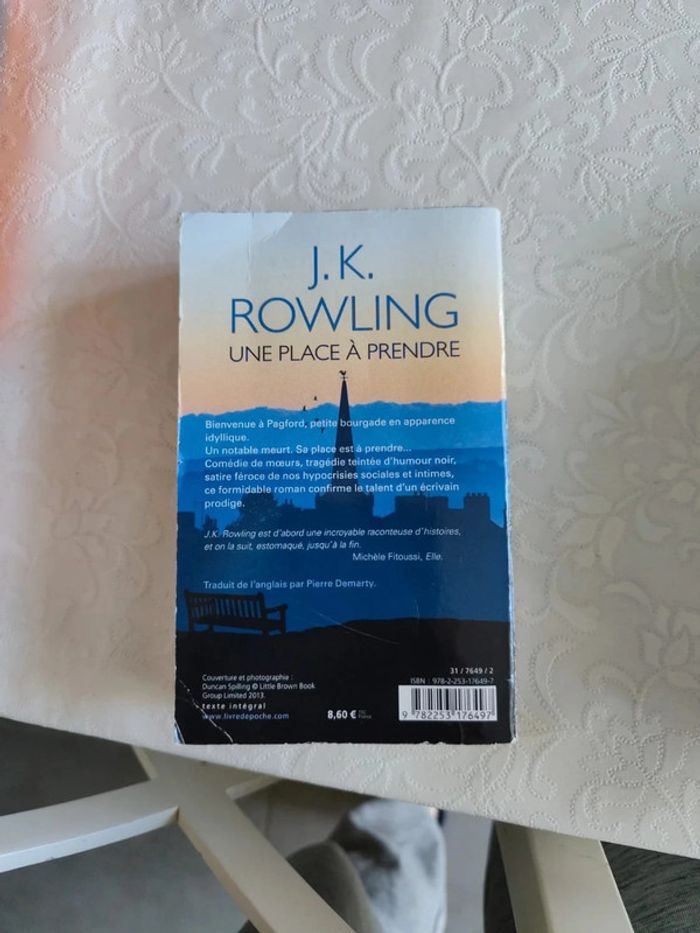 J.K.
ROWLING
UNE PLACE À PRENDRE
Bienvenue à Pagford, petite bourgade en apparence
idyllique.
Un notable meurt. Sa place est à prendre...
Comédie de mœurs, tragédie teintée d'humour noir,
satire féroce de nos hypocrisies sociales et intimes,
ce formidable roman confirme le talent d'un écrivain
prodige.
J.K. Rowling est d'abord une incroyable raconteuse d'histoires,
et on la suit, estomaqué, jusqu'à la fin.
Michèle Fitoussi, Elle.
Traduit de l'anglais par Pierre Demarty.
Couverture et photographie :
Duncan Spilling © Little Brown Book
Group Limited 2013.
texte intégral
www.livredepoche.com
8,60 € TTC
France
31 / 7649 / 2
ISBN : 978-2-253-17649-7
9 782253 176497